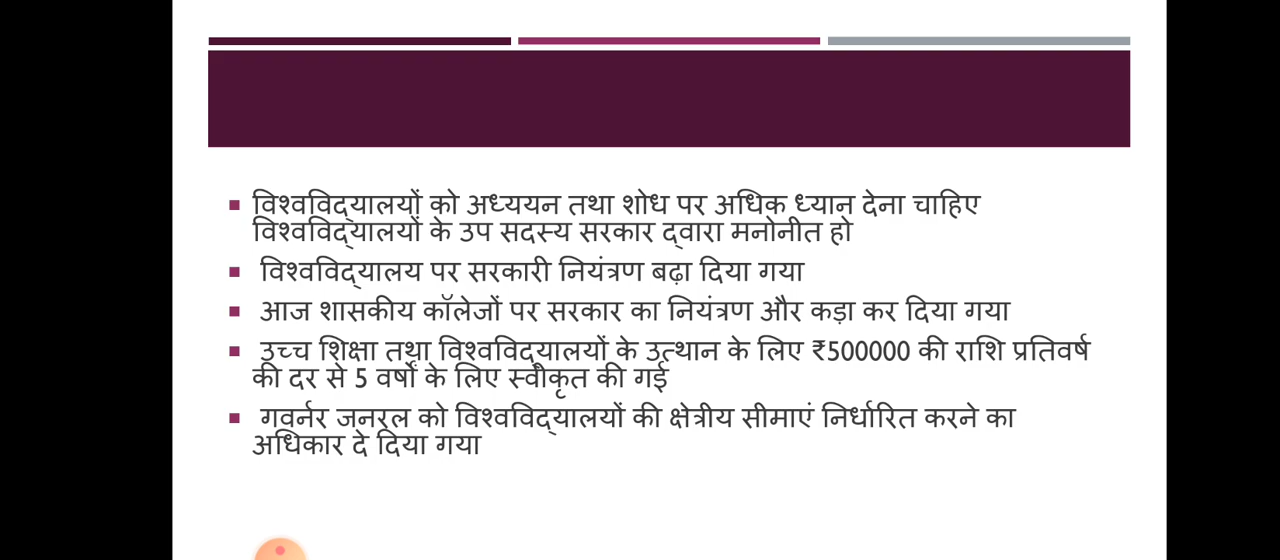 विश्वविद्यालयों को अध्ययन तथा शोध पर अधिक ध्यान देना चाहिए
विश्वविद्यालयों के उप सदस्य सरकार द्वारा मनोनीत हो
विश्वविद्यालय पर सरकारी नियंत्रण बढ़ा दिया गया
आज शासकीय कॉलेजों पर सरकार का नियंत्रण और कड़ा कर दिया गया
उच्च शिक्षा तथा विश्वविद्यालयों के उत्थान के लिए ₹500000 की राशि प्रतिवर्ष
की दर से 5 वर्षों के लिए स्वीकृत की गई
गवर्नर जनरल को विश्वविद्यालयों की क्षेत्रीय सीमाएं निर्धारित करने का
अधिकार दे दिया गया